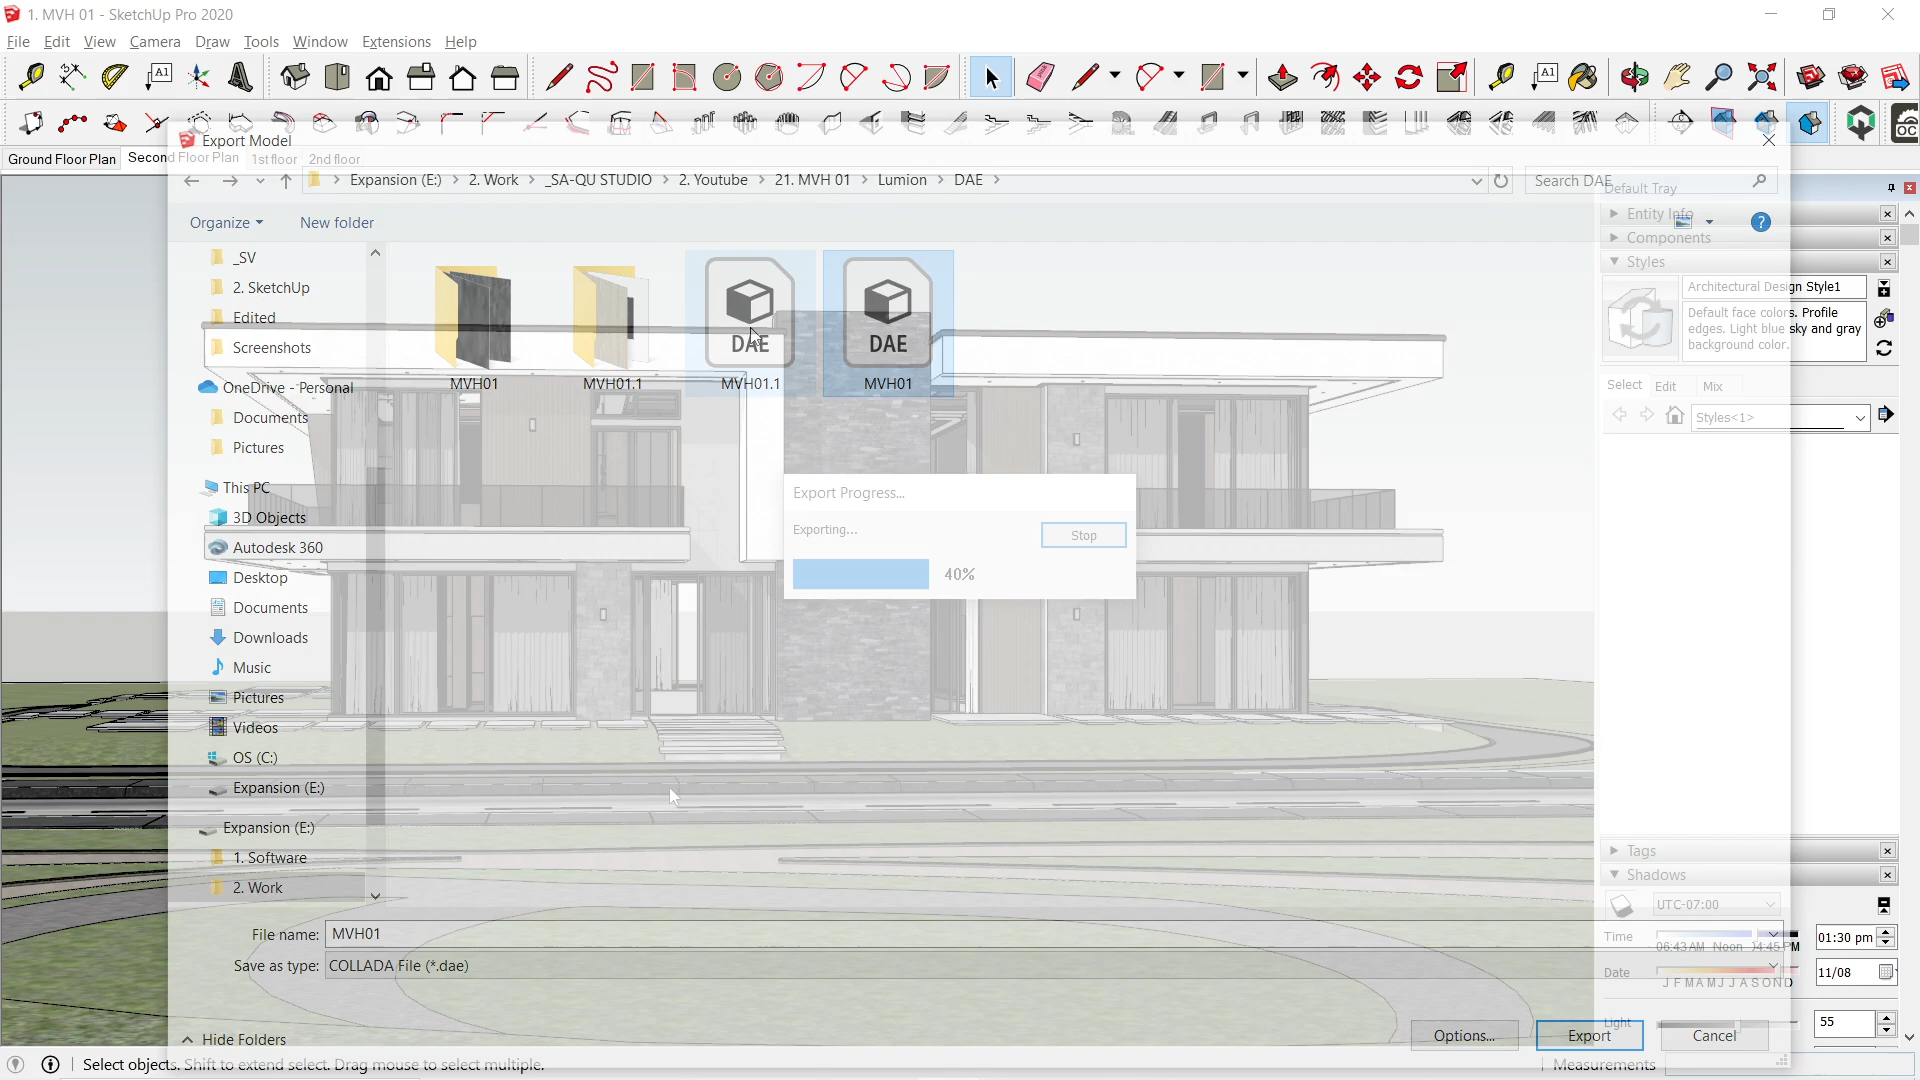 1. MVH 01 - SketchUp Pro 2020
File Edit View Camera Draw Tools Window Extensions Help
A1
A1
OC
Export Model
Ground Floor Plan Second Floor Plan 1st floor 2nd floor
Expansion (E:) > 2. Work > _SA-QU STUDIO > 2. Youtube > 21. MVH 01 > Lumion > DAE >
Search DAE
Default Tray
Organize
New folder
Entity Info
Components
Styles
_SV
2. SketchUp
Edited
Screenshots
OneDrive - Personal
Documents
Pictures
This PC
3D Objects
Autodesk 360
Desktop
Documents
Downloads
Music
Pictures
Videos
OS (C:)
Expansion (E:)
Expansion (E:)
1. Software
2. Work
DAE
DAE
MVH01
MVH01.1
MVH01.1
MVH01
Architectural Design Style1
Default face colors. Profile
edges. Light blue sky and gray
background color.
Select Edit Mix
Styles<1>
Export Progress...
Exporting...
Stop
40%
Tags
Shadows
UTC-07:00
Time
06:43 AM Noon 04:45 PM
01:30 pm
Date
J F M A M J J A S O N D
11/08
Light
55
File name: MVH01
Save as type: COLLADA File (*.dae)
Hide Folders
Options...
Export
Cancel
Select objects. Shift to extend select. Drag mouse to select multiple.
Measurements